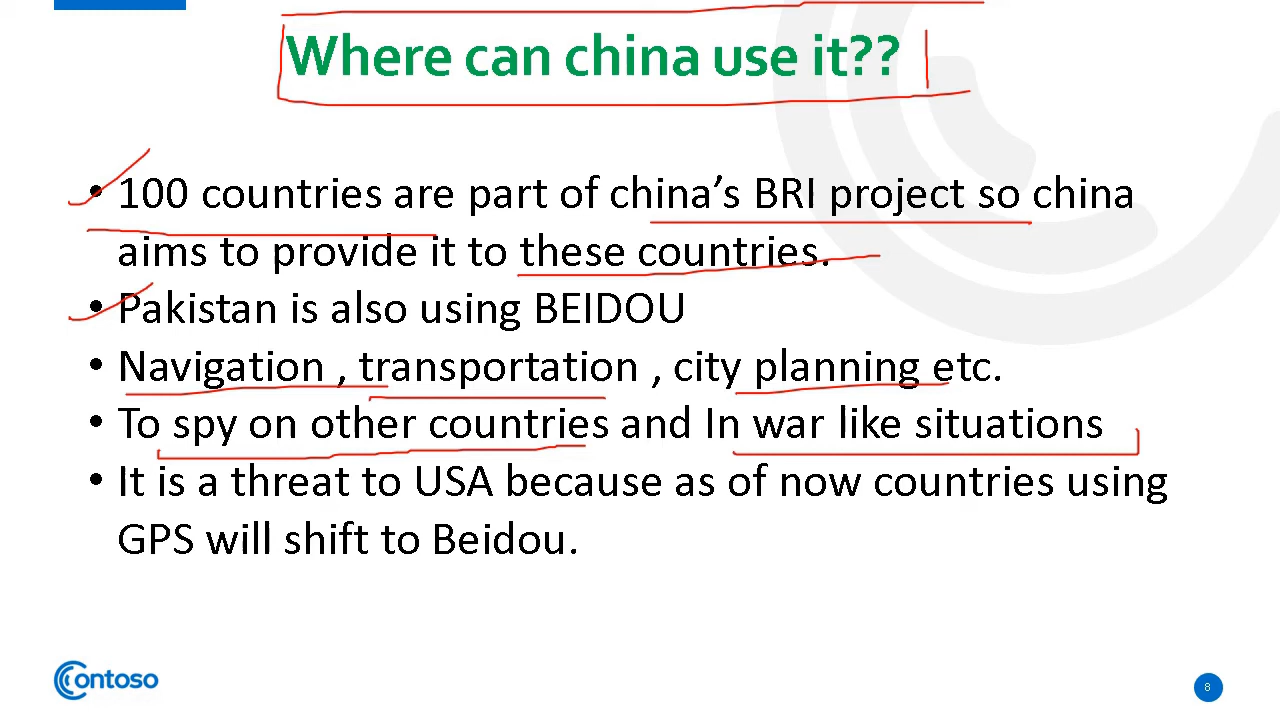 Where can china use it??
• 100 countries are part of china's BRI project so china
aims to provide it to these countries.
• Pakistan is also using BEIDOU
• Navigation , transportation , city planning etc.
• To spy on other countries and In war like situations
• It is a threat to USA because as of now countries using
GPS will shift to Beidou.
Contoso
8